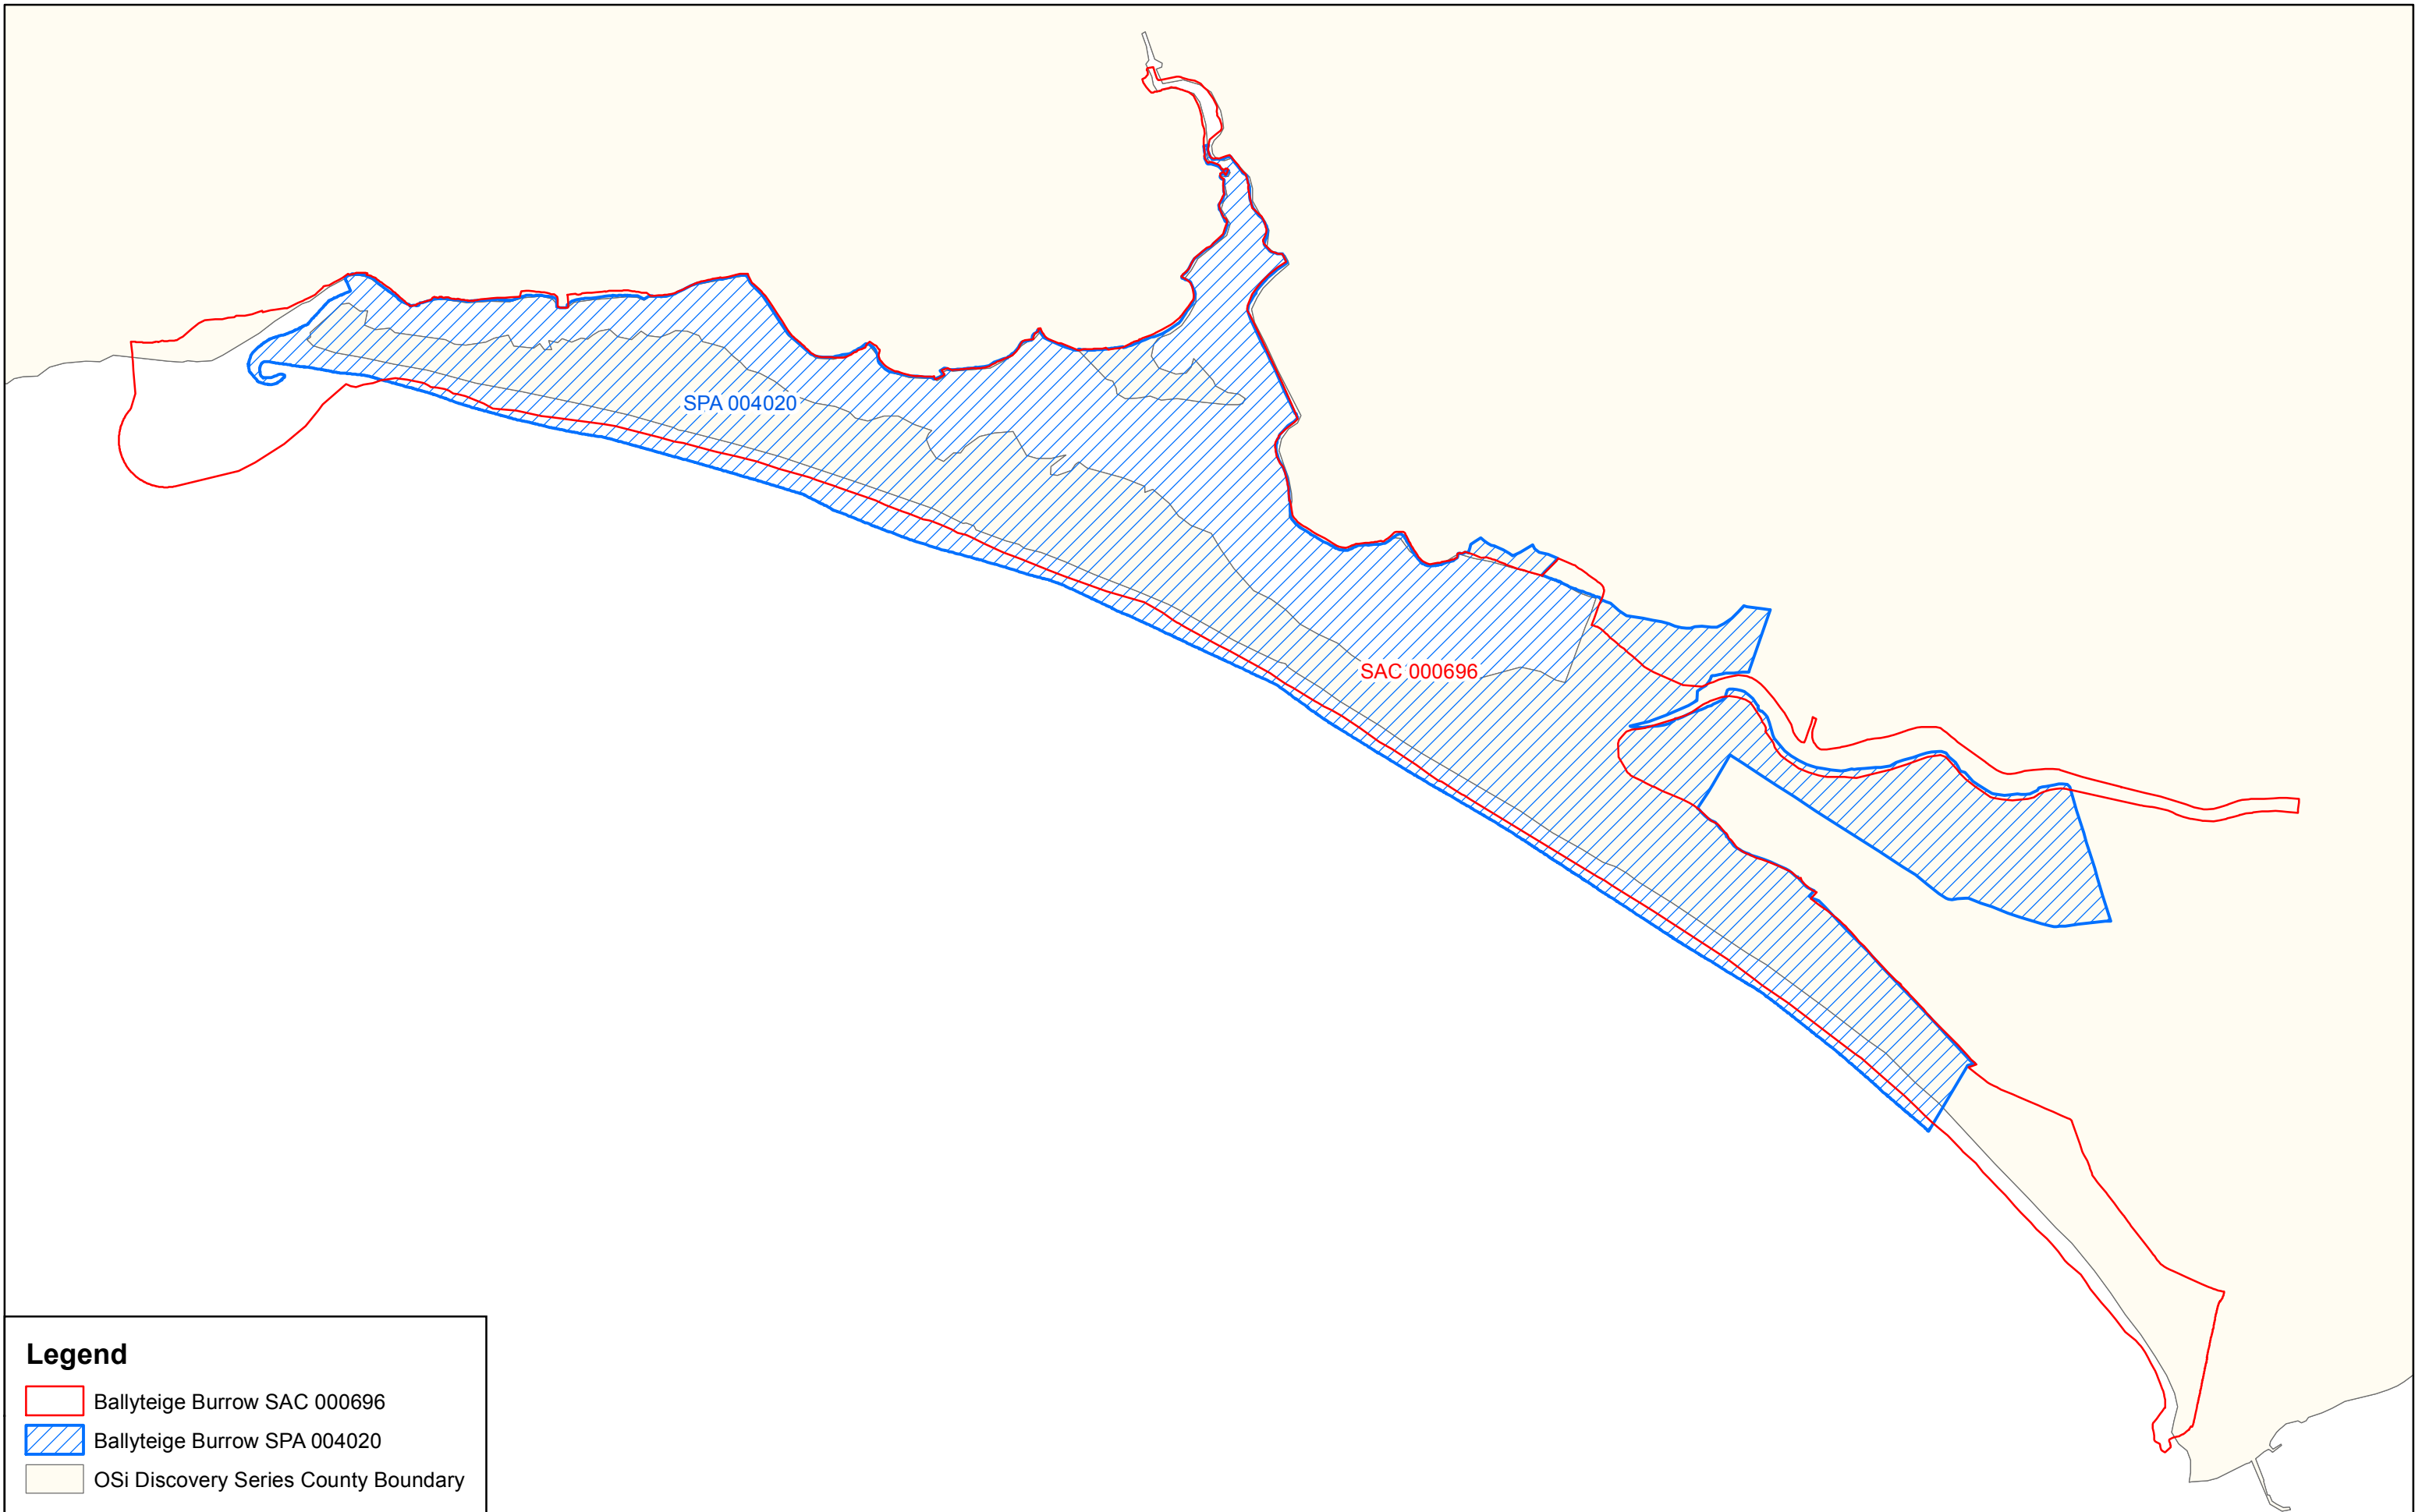 SPA 004020
SAC 000696
Legend
Ballyteige Burrow SAC 000696
Ballyteige Burrow SPA 004020
OSi Discovery Series County Boundary